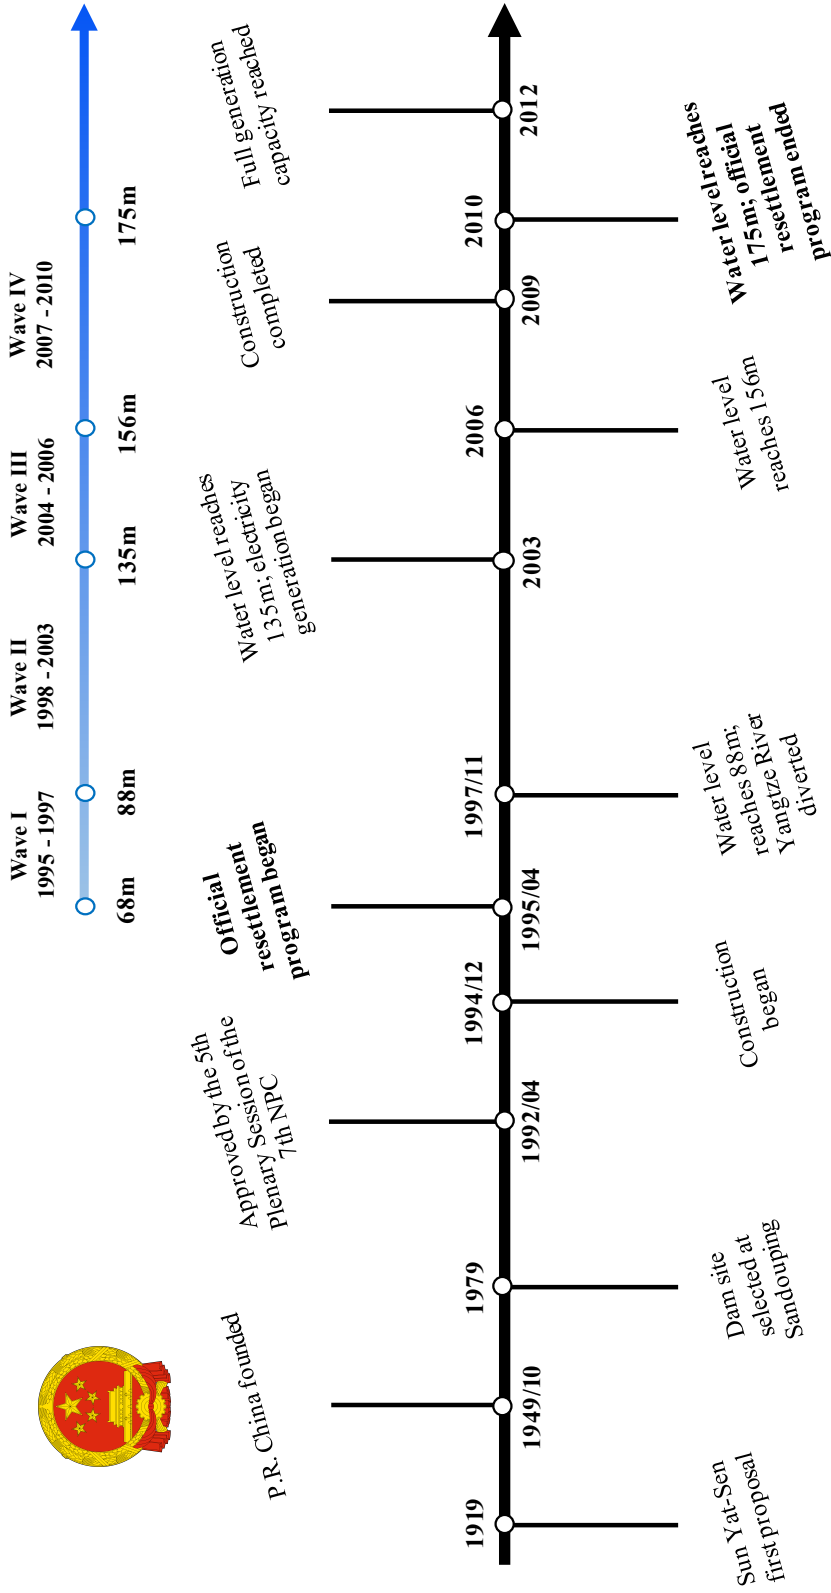 Wave I
1995 - 1997
Wave II
1998 - 2003
Wave III
2004 - 2006
Wave IV
2007 - 2010
68m
88m
135m
156m
175m
P.R. China founded
Approved by the 5th
Plenary Session of the
7th NPC
Official
resettlement
program began
Water level reaches
135m; electricity
generation began
Construction
completed
Full generation
capacity reached
1919
1949/10
1979
1992/04
1994/12
1995/04
1997/11
2003
2006
2009
2010
2012
Sun Yat-Sen
first proposal
Dam site
selected at
Sandouping
Construction
began
Water level
reaches 88m;
Yangtze River
diverted
Water level
reaches 156m
Water level reaches
175m; official
resettlement
program ended